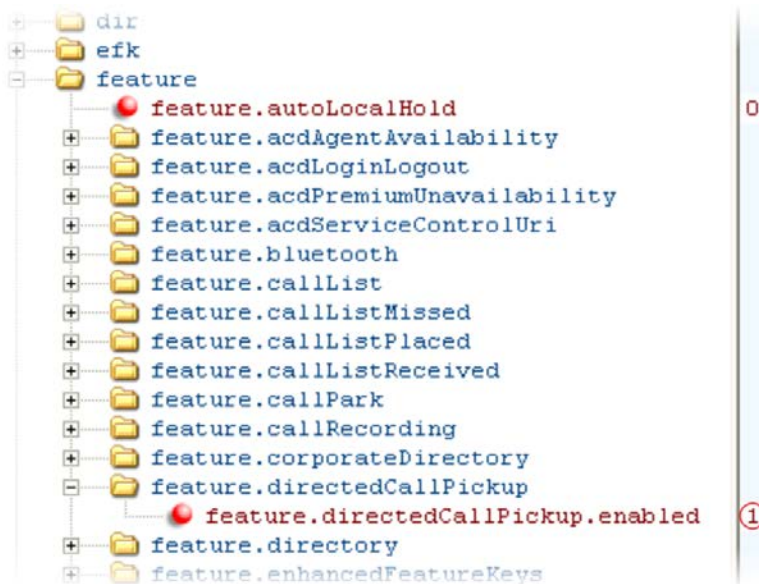 dir
efk
feature
feature.autoLocalHold 0
feature.acdAgentAvailability
feature.acdLoginLogout
feature.acdPremiumUnavailability
feature.acdServiceControlUri
feature.bluetooth
feature.callList
feature.callListMissed
feature.callListPlaced
feature.callListReceived
feature.callPark
feature.callRecording
feature.corporateDirectory
feature.directedCallPickup
feature.directedCallPickup.enabled 1
feature.directory
feature.enhancedFeatureKeys